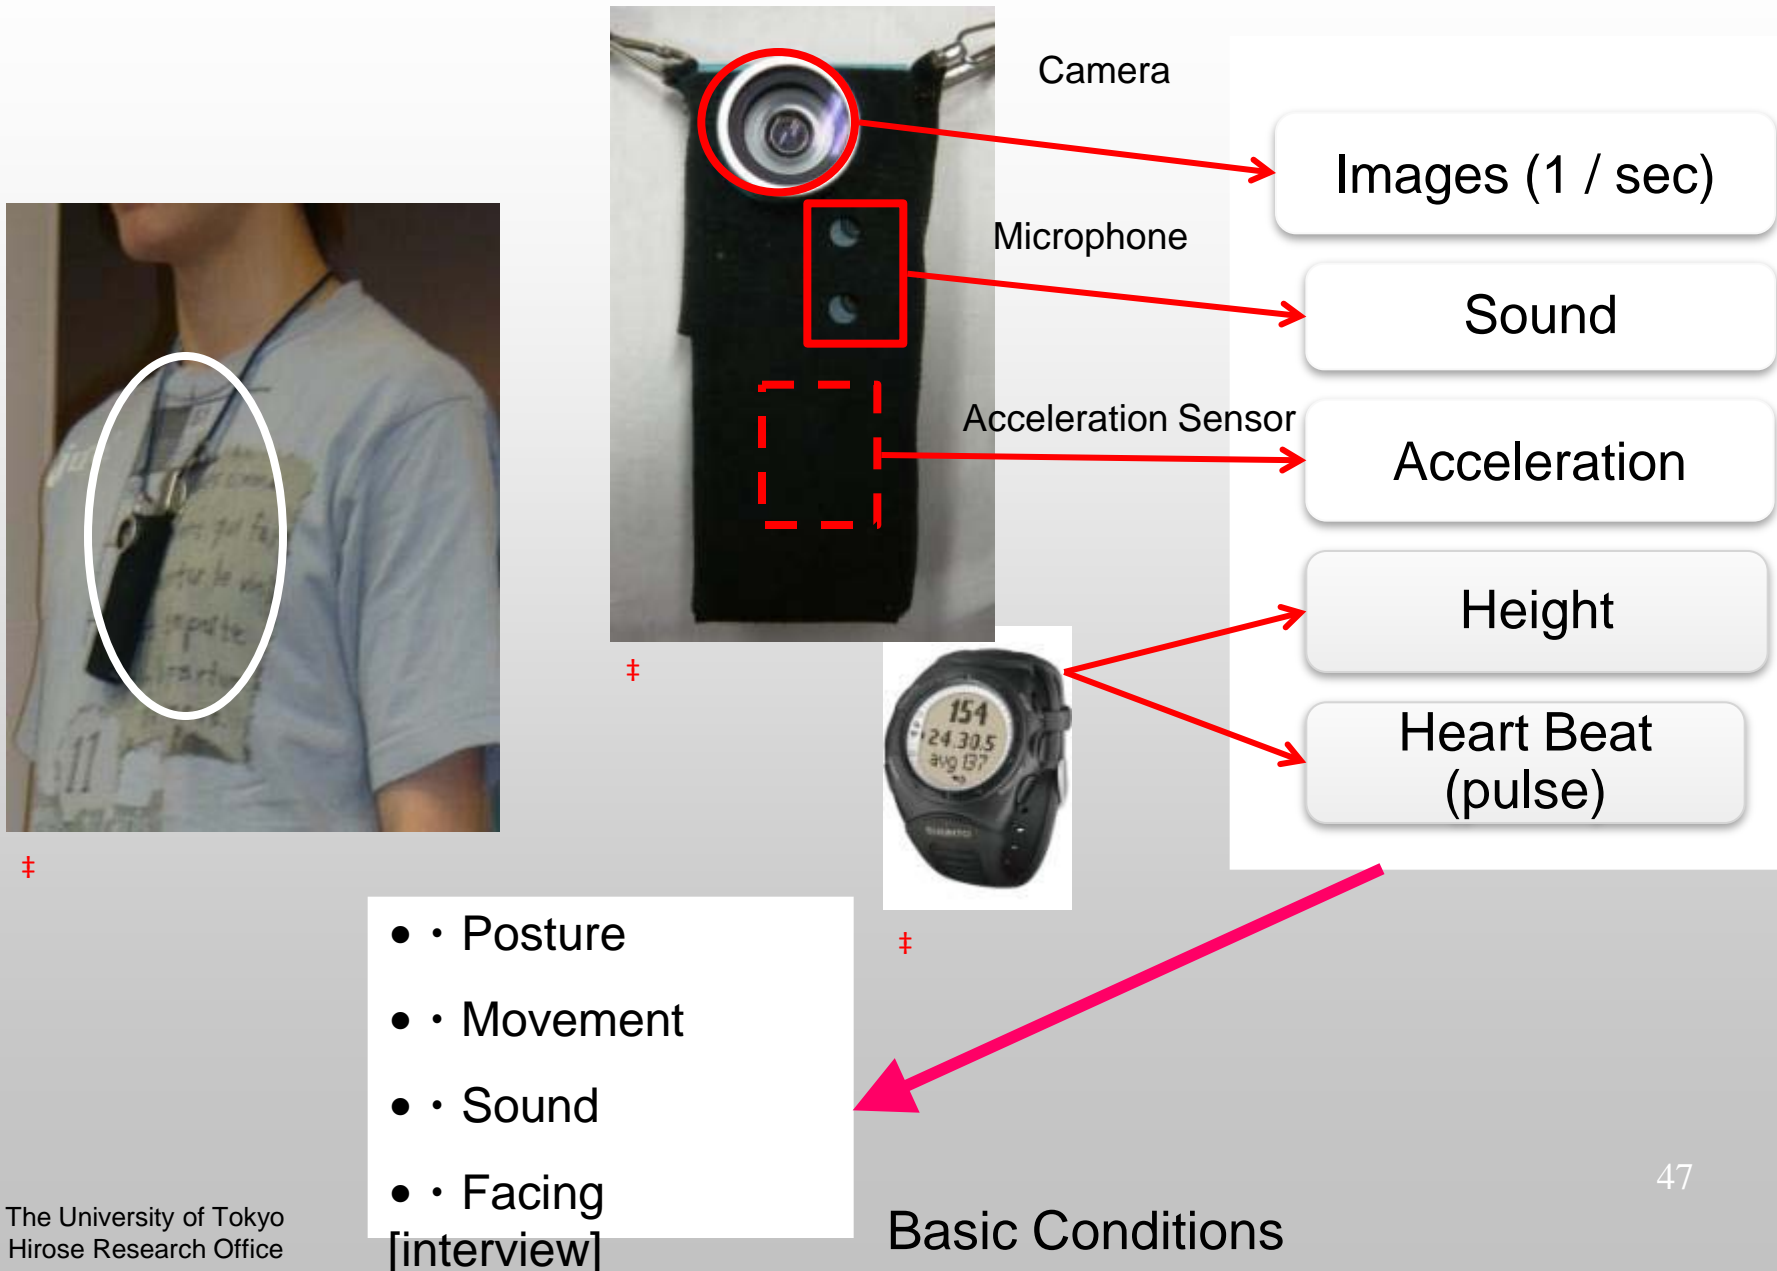 Camera
Images (1 / sec)
Microphone
Sound
Acceleration Sensor
Acceleration
Height
Heart Beat
(pulse)
‡
154
24.30.5
avg 137
SUUNTO
‡
‡
● · Posture
● · Movement
● · Sound
● · Facing
[interview]
47
The University of Tokyo
Hirose Research Office
Basic Conditions